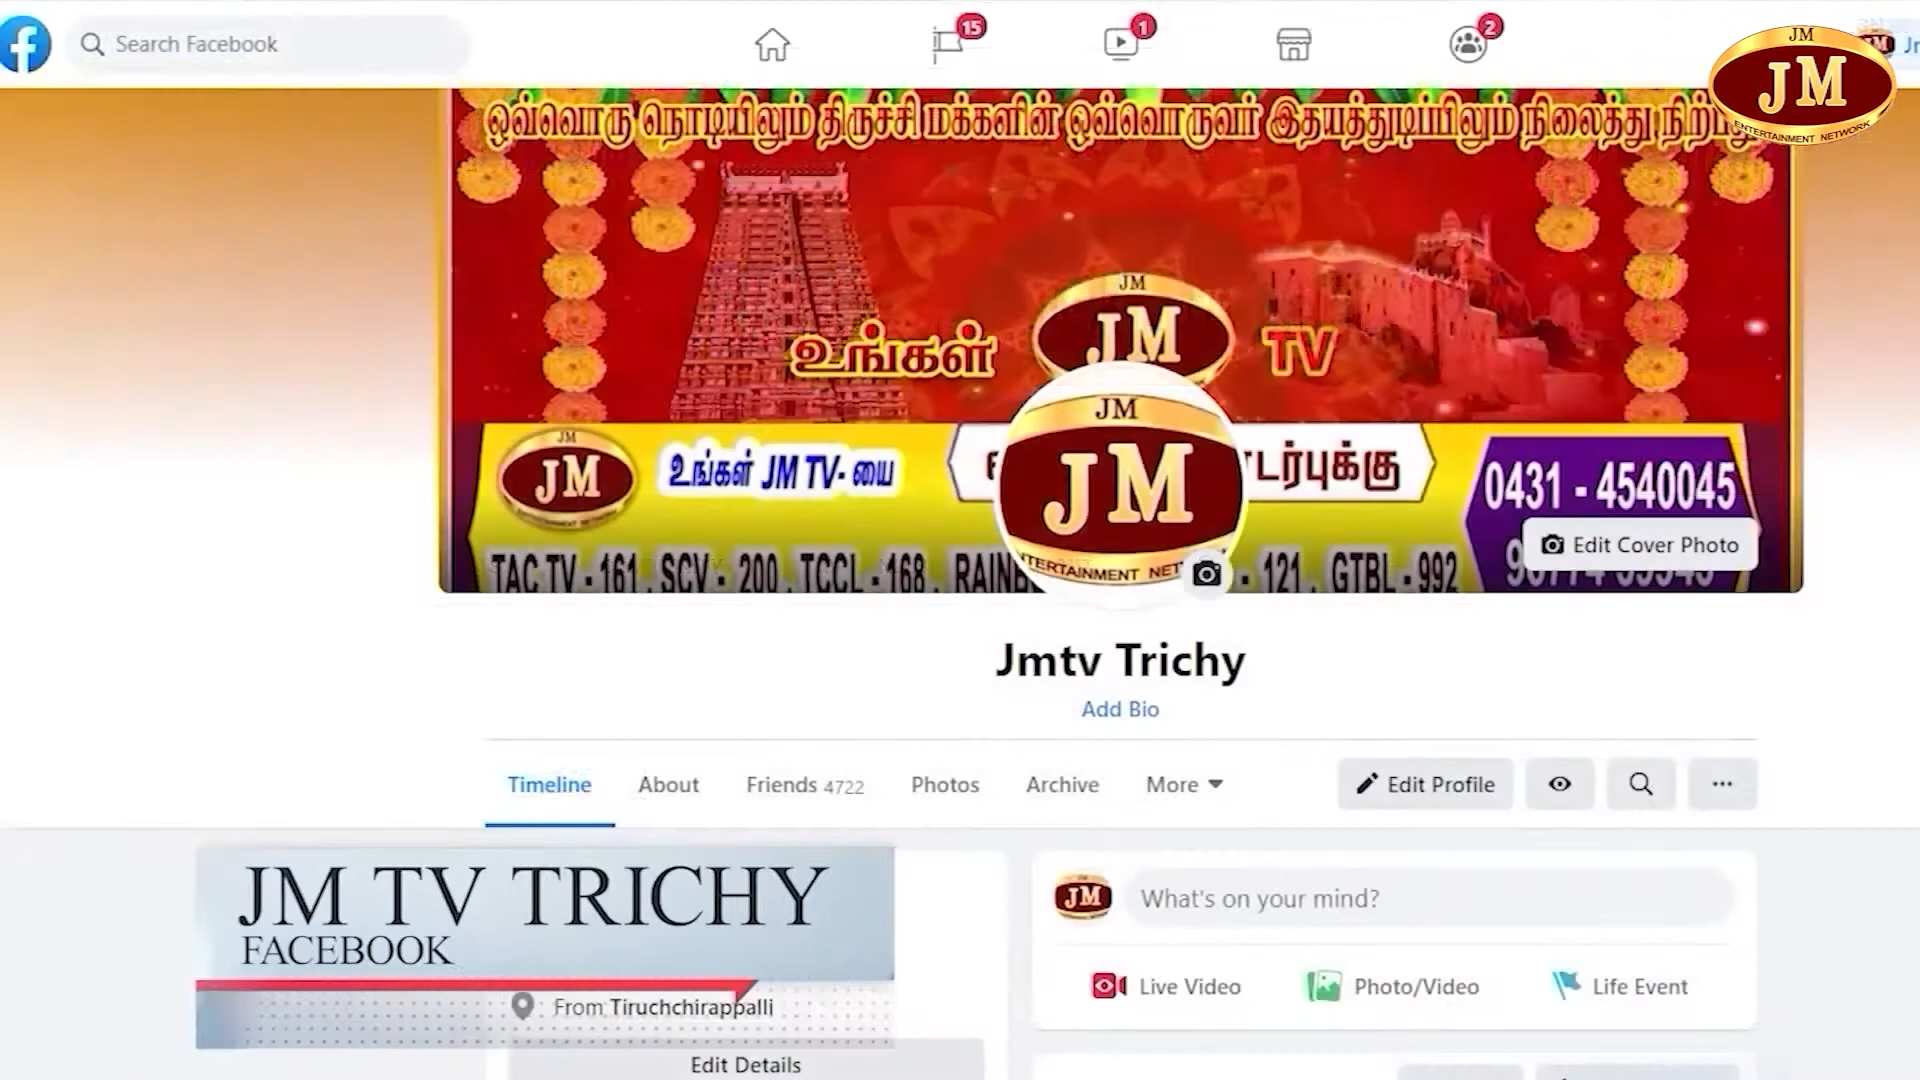 Search Facebook
15
1
2
JM
JM
ENTERTAINMENT NETWORK
ஒவ்வொரு நொடியிலும் திருச்சி மக்களின் ஒவ்வொருவர் இதயத்துடிப்பிலும் நிலைத்து
உங்கள்
JM
JM
TV
JM
JM
உங்கள் JM TV- யை
டர்புக்கு
0431 - 4540045
JM
JM
Edit Cover Photo
TAC TV - 161 , SCV - 200 , TCCL - 168 ,
- 121 , GTBL - 992
Jmtv Trichy
Add Bio
Timeline
About
Friends 4722
Photos
Archive
More
Edit Profile
JM TV TRICHY
FACEBOOK
From Tiruchchirappalli
Edit Details
JM
What's on your mind?
Live Video
Photo/Video
Life Event